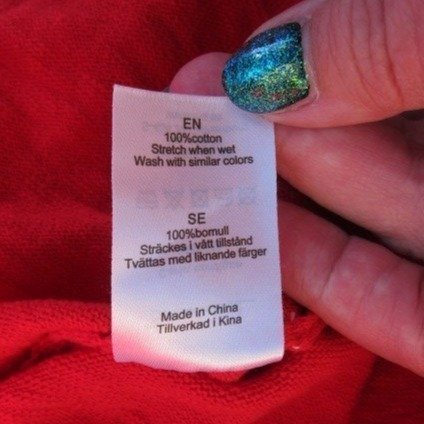 EN
100%cotton
Stretch when wet
Wash with similar colors
SE
100%bomull
Sträckes i vått tillstånd
Tvättas med liknande färger
Made in China
Tillverkad i Kina